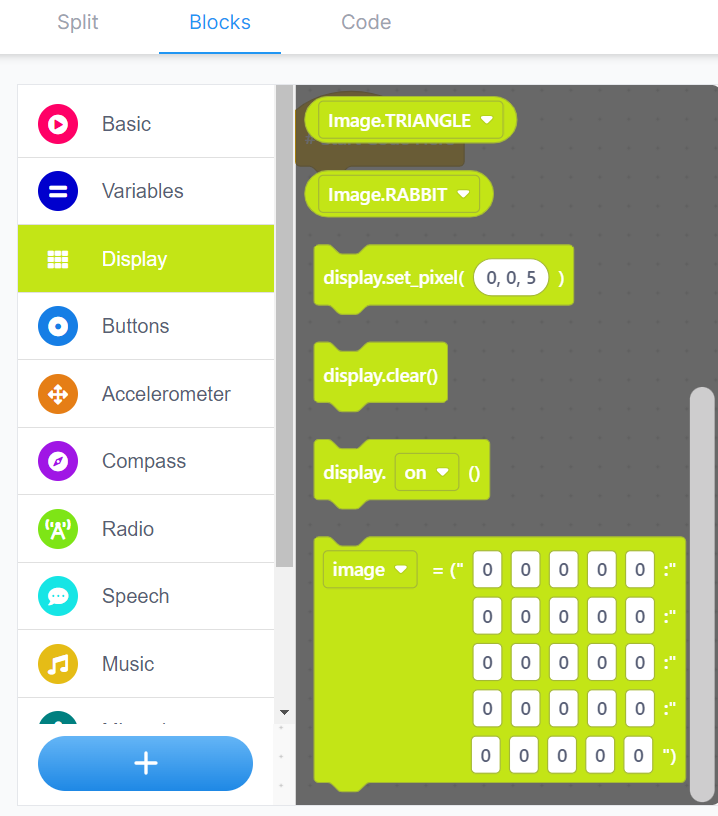 Split Blocks Code
Basic
Variables
Display
Buttons
Accelerometer
Compass
Radio
Speech
Music
Image.TRIANGLE
Image.RABBIT
display.set_pixel( 0, 0, 5 )
display.clear()
display. on ()
image = (" 0 0 0 0 0 :"
0 0 0 0 0 :"
0 0 0 0 0 :"
0 0 0 0 0 :"
0 0 0 0 0 ")